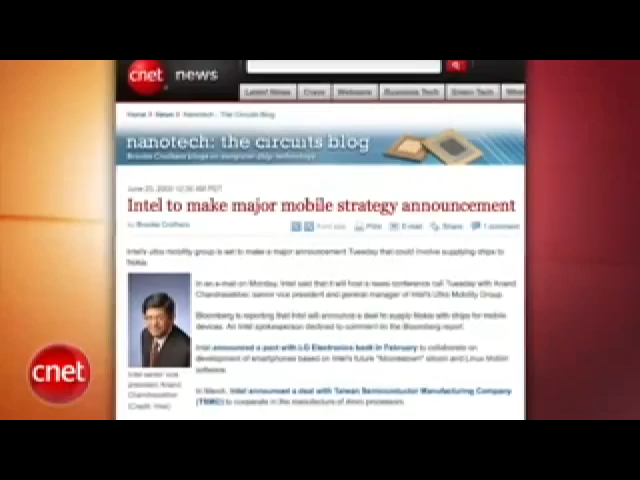 cnet news
Latest News
Crave
Webware
Business Tech
Green Tech
Home
News
Nanotech - The Circuits Blog
nanotech: the circuits blog
Brooke Crothers blogs on computer chip technology
Intel to make major mobile strategy announcement
by Brooke Crothers
Font size
Print
E-mail
Share
1 comment
Intel's ultra mobility group is set to make a major announcement Tuesday that could involve supplying chips to
Nokia.
In an e-mail on Monday, Intel said that it will host a news conference call Tuesday with Anand
Chandrasekher, senior vice president and general manager of Intel's Ultra Mobility Group.
Bloomberg is reporting that Intel will announce a deal to supply Nokia with chips for mobile
devices. An Intel spokesperson declined to comment on the Bloomberg report.
Intel announced a pact with LG Electronics back in February to collaborate on
development of smartphones based on Intel's future "Moorestown" silicon and Linux Moblin
software.
In March, Intel announced a deal with Taiwan Semiconductor Manufacturing Company
(TSMC) to cooperate in the manufacture of Atom processors.
Intel senior vice
president Anand
Chandrasekher
(Credit: Intel)
cnet